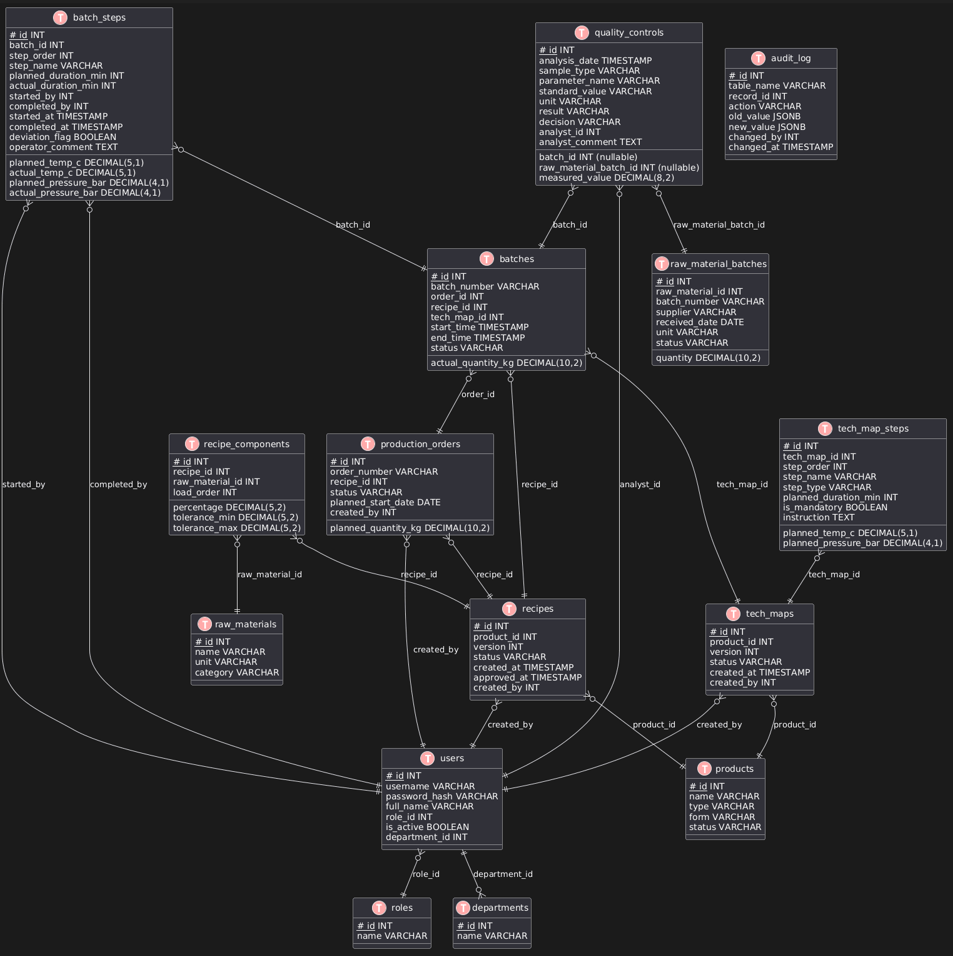 T batch_steps
# id INT
batch_id INT
step_order INT
step_name VARCHAR
planned_duration_min INT
actual_duration_min INT
started_by INT
completed_by INT
started_at TIMESTAMP
completed_at TIMESTAMP
deviation_flag BOOLEAN
operator_comment TEXT
planned_temp_c DECIMAL(5,1)
actual_temp_c DECIMAL(5,1)
planned_pressure_bar DECIMAL(4,1)
actual_pressure_bar DECIMAL(4,1)
T quality_controls
# id INT
analysis_date TIMESTAMP
sample_type VARCHAR
parameter_name VARCHAR
standard_value VARCHAR
unit VARCHAR
result VARCHAR
decision VARCHAR
analyst_id INT
analyst_comment TEXT
batch_id INT (nullable)
raw_material_batch_id INT (nullable)
measured_value DECIMAL(8,2)
T audit_log
# id INT
table_name VARCHAR
record_id INT
action VARCHAR
old_value JSONB
new_value JSONB
changed_by INT
changed_at TIMESTAMP
batch_id
batch_id
raw_material_batch_id
T batches
# id INT
batch_number VARCHAR
order_id INT
recipe_id INT
tech_map_id INT
start_time TIMESTAMP
end_time TIMESTAMP
status VARCHAR
actual_quantity_kg DECIMAL(10,2)
T raw_material_batches
# id INT
raw_material_id INT
batch_number VARCHAR
supplier VARCHAR
received_date DATE
unit VARCHAR
status VARCHAR
quantity DECIMAL(10,2)
order_id
T recipe_components
# id INT
recipe_id INT
raw_material_id INT
load_order INT
percentage DECIMAL(5,2)
tolerance_min DECIMAL(5,2)
tolerance_max DECIMAL(5,2)
T production_orders
# id INT
order_number VARCHAR
recipe_id INT
status VARCHAR
planned_start_date DATE
created_by INT
planned_quantity_kg DECIMAL(10,2)
T tech_map_steps
# id INT
tech_map_id INT
step_order INT
step_name VARCHAR
step_type VARCHAR
planned_duration_min INT
is_mandatory BOOLEAN
instruction TEXT
planned_temp_c DECIMAL(5,1)
planned_pressure_bar DECIMAL(4,1)
started_by
completed_by
recipe_id
analyst_id
tech_map_id
raw_material_id
recipe_id
recipe_id
tech_map_id
T raw_materials
# id INT
name VARCHAR
unit VARCHAR
category VARCHAR
T recipes
# id INT
product_id INT
version INT
status VARCHAR
created_at TIMESTAMP
approved_at TIMESTAMP
created_by INT
T tech_maps
# id INT
product_id INT
version INT
status VARCHAR
created_at TIMESTAMP
created_by INT
created_by
created_by
product_id
created_by
product_id
T users
# id INT
username VARCHAR
password_hash VARCHAR
full_name VARCHAR
role_id INT
is_active BOOLEAN
department_id INT
T products
# id INT
name VARCHAR
type VARCHAR
form VARCHAR
status VARCHAR
role_id
department_id
T roles
# id INT
name VARCHAR
T departments
# id INT
name VARCHAR